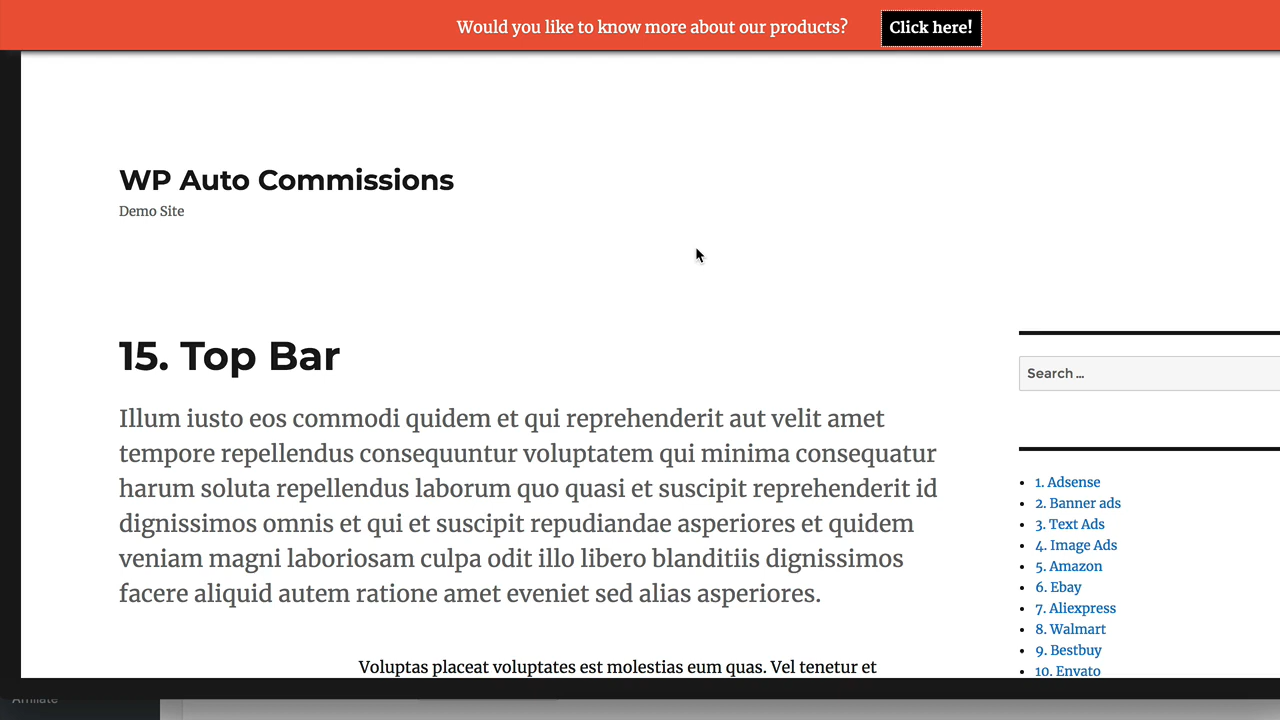 Would you like to know more about our products? Click here!
WP Auto Commissions
Demo Site
15. Top Bar
Illum iusto eos commodi quidem et qui reprehenderit aut velit amet
tempore repellendus consequuntur voluptatem qui minima consequatur
harum soluta repellendus laborum quo quasi et suscipit reprehenderit id
dignissimos omnis et qui et suscipit repudiandae asperiores et quidem
veniam magni laboriosam culpa odit illo libero blanditiis dignissimos
facere aliquid autem ratione amet eveniet sed alias asperiores.
Voluptas placeat voluptates est molestias eum quas. Vel tenetur et
Search ...
1. Adsense
2. Banner ads
3. Text Ads
4. Image Ads
5. Amazon
6. Ebay
7. Aliexpress
8. Walmart
9. Bestbuy
10. Envato
Affiliate